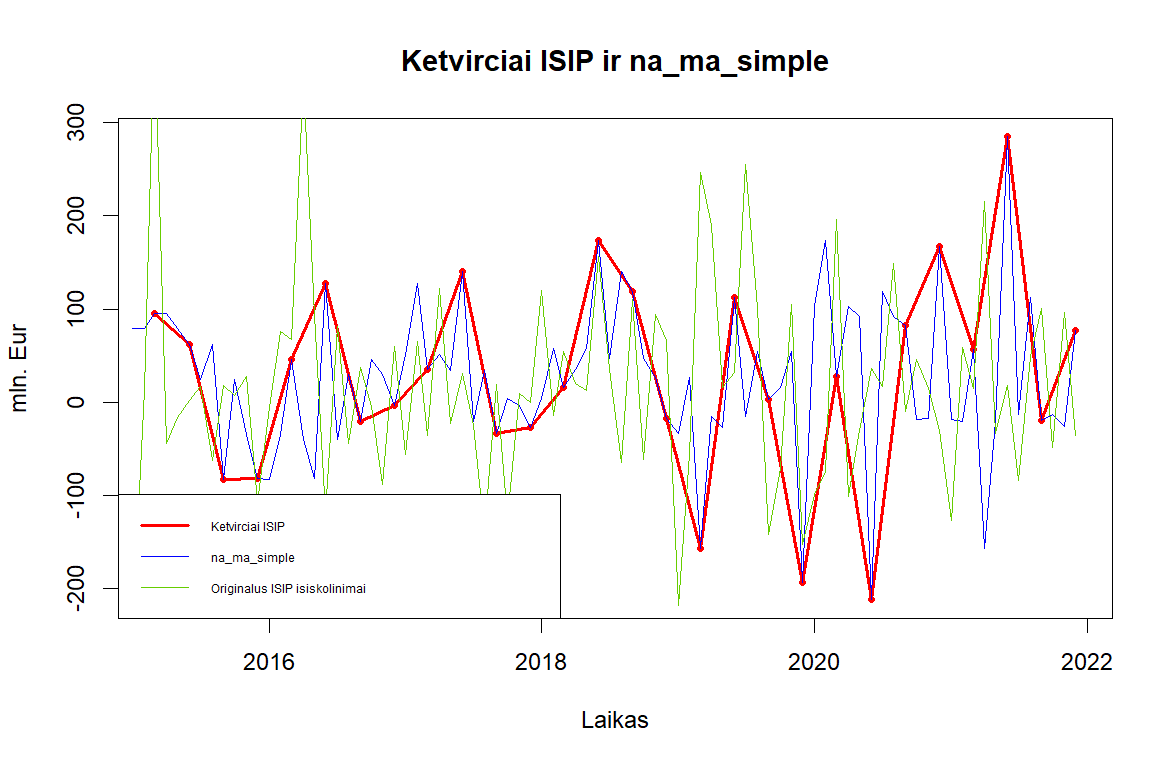 Ketvirciai ISIP ir na_ma_simple
mln. Eur
300
200
100
0
-100
-200
Ketvirciai ISIP
na_ma_simple
Originalus ISIP isiskolinimai
2016
2018
2020
2022
Laikas